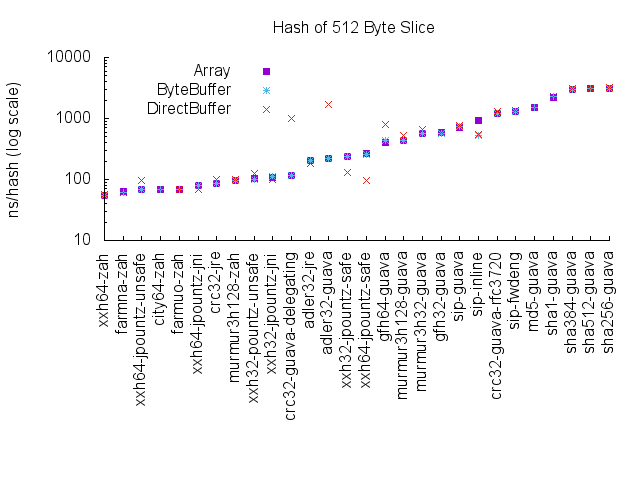 Hash of 512 Byte Slice
ns/hash (log scale)
10000
1000
100
10
Array
ByteBuffer
DirectBuffer
xxh64-zah
farmna-zah
xxh64-jpountz-unsafe
city64-zah
farmuo-zah
xxh64-jpountz-jni
crc32-jre
murmur3h128-zah
xxh32-pountz-unsafe
xxh32-jpountz-jni
crc32-guava-delegating
adler32-jre
adler32-guava
xxh32-jpountz-safe
xxh64-jpountz-safe
gfh64-guava
murmur3h128-guava
murmur3h32-guava
gfh32-guava
sip-guava
sip-inline
crc32-guava-rfc3720
sip-fwdeng
md5-guava
sha1-guava
sha384-guava
sha512-guava
sha256-guava